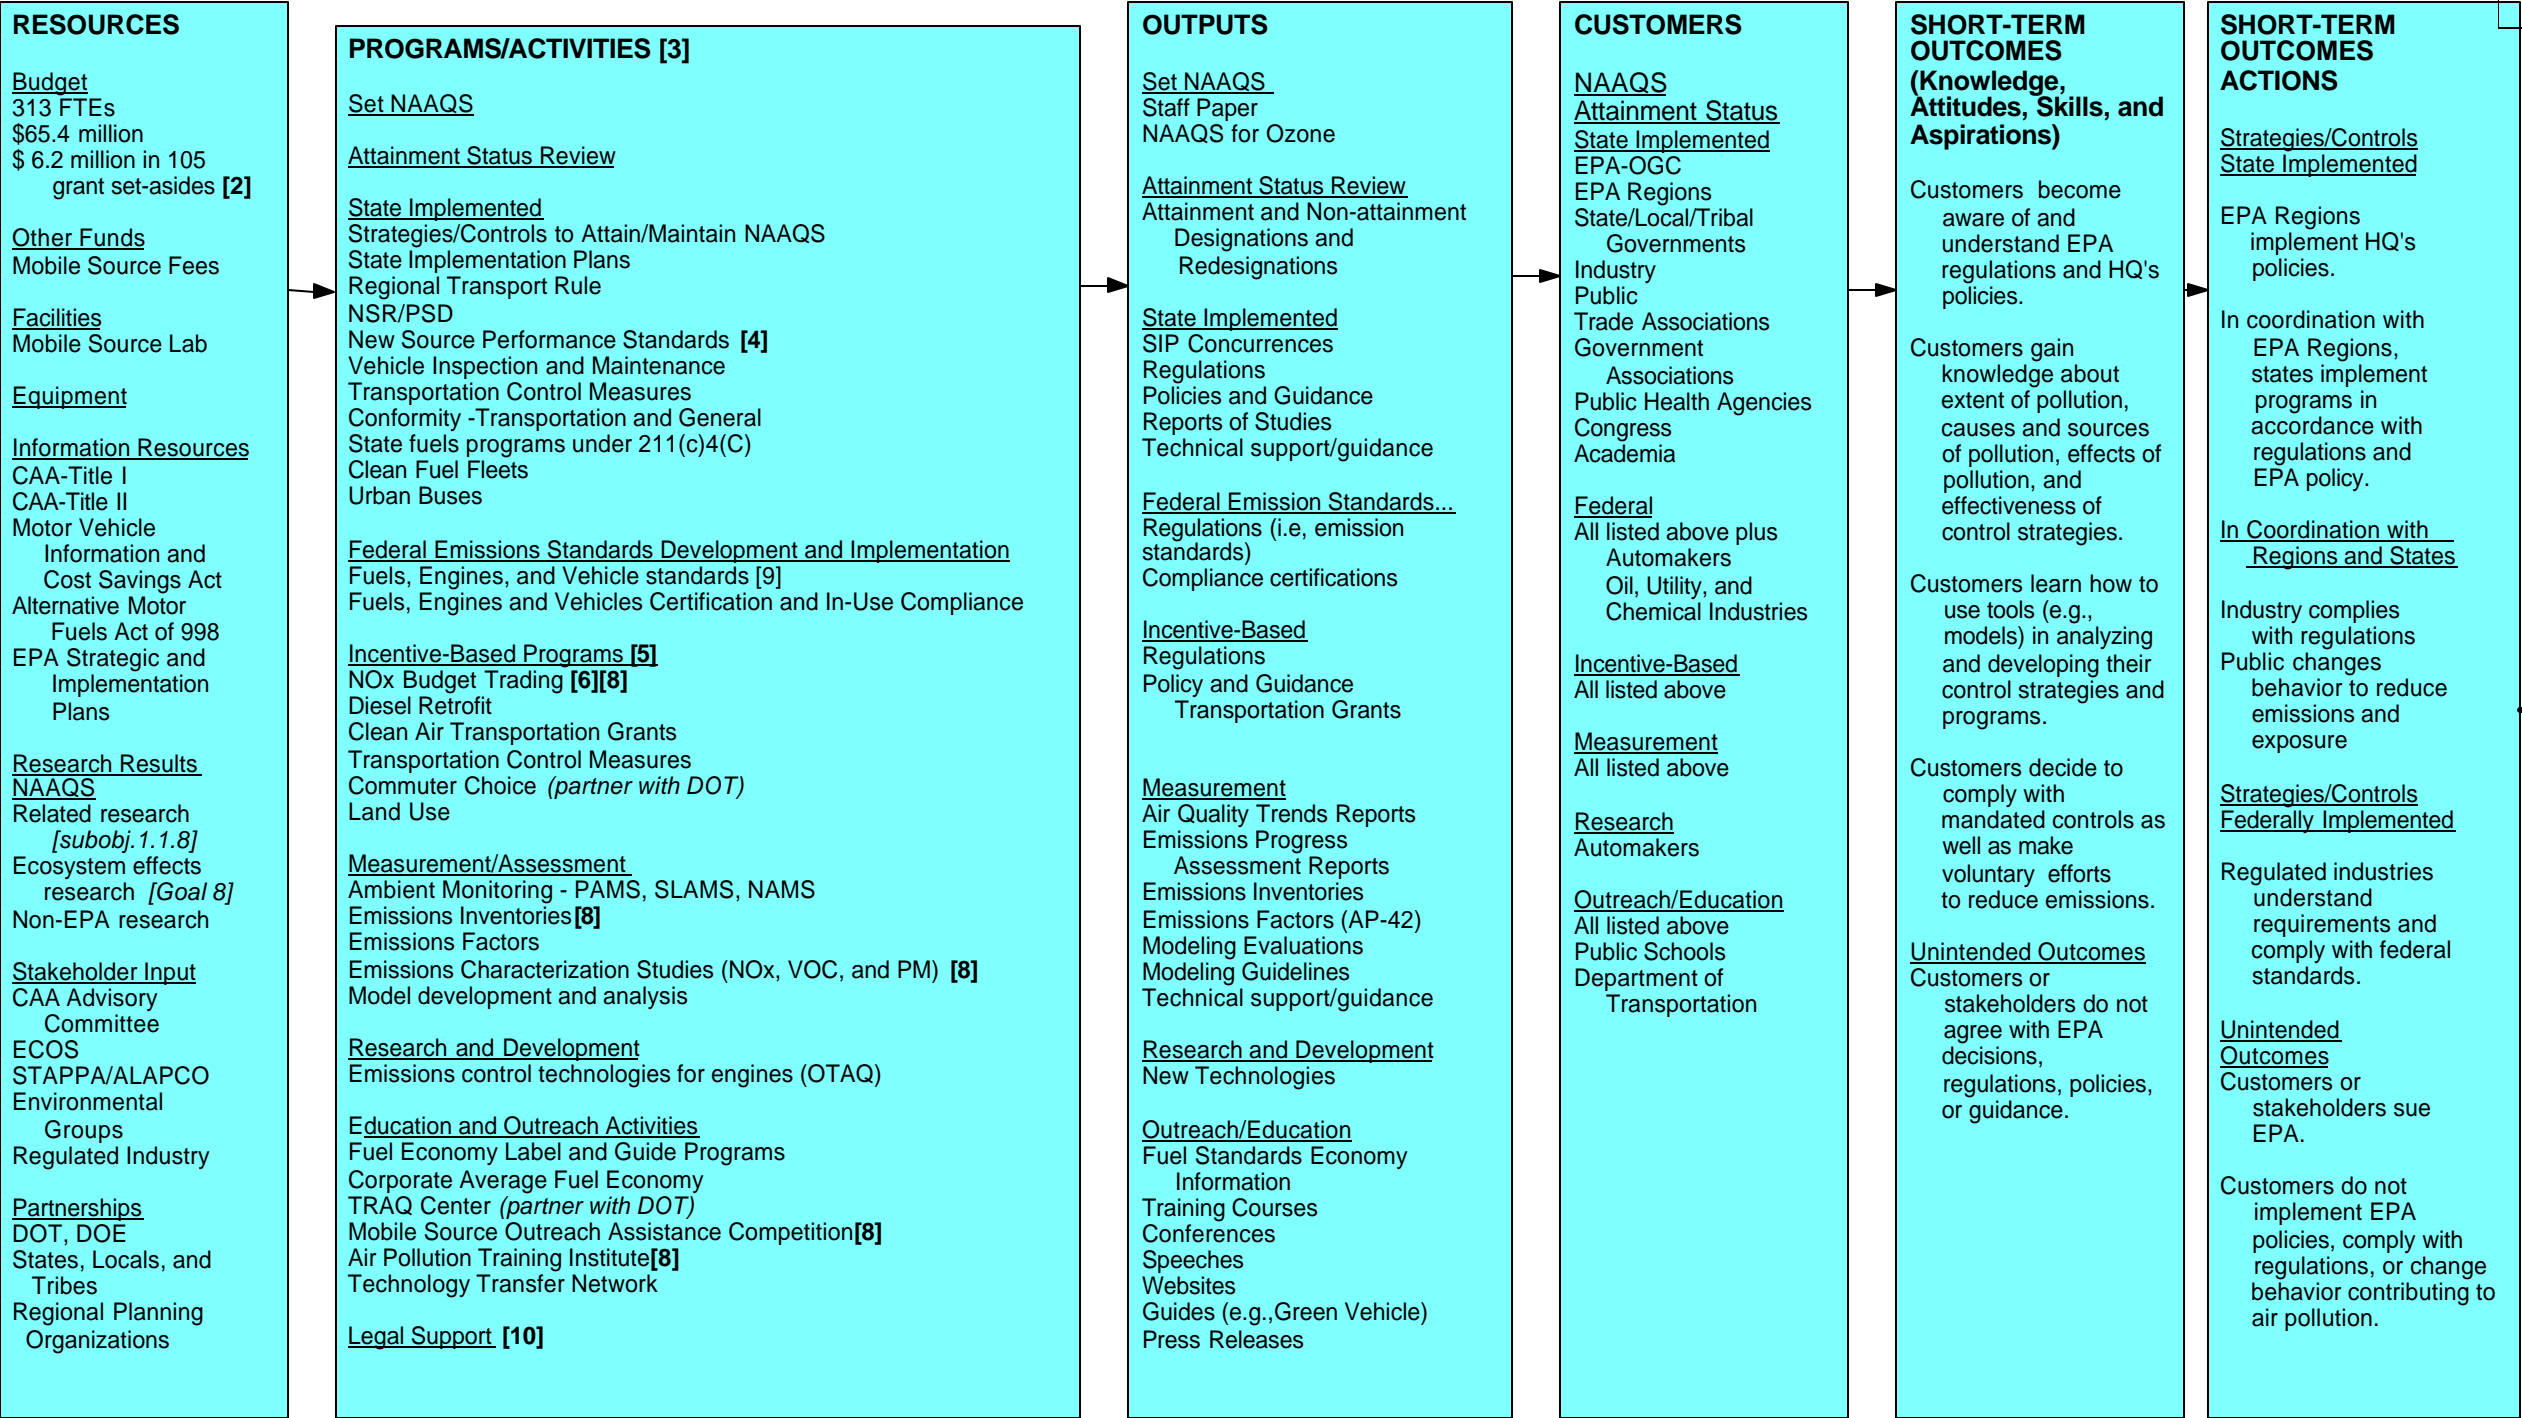 RESOURCES
Budget
313 FTEs
$65.4 million
$ 6.2 million in 105
grant set-asides [2]
Other Funds
Mobile Source Fees
Facilities
Mobile Source Lab
Equipment
Information Resources
CAA-Title I
CAA-Title II
Motor Vehicle
Information and
Cost Savings Act
Alternative Motor
Fuels Act of 998
EPA Strategic and
Implementation
Plans
Research Results
NAAQS
Related research
[subobj.1.1.8]
Ecosystem effects
research [Goal 8]
Non-EPA research
Stakeholder Input
CAA Advisory
Committee
ECOS
STAPPA/ALAPCO
Environmental
Groups
Regulated Industry
Partnerships
DOT, DOE
States, Locals, and
Tribes
Regional Planning
Organizations
PROGRAMS/ACTIVITIES [3]
Set NAAQS
Attainment Status Review
State Implemented
Strategies/Controls to Attain/Maintain NAAQS
State Implementation Plans
Regional Transport Rule
NSR/PSD
New Source Performance Standards [4]
Vehicle Inspection and Maintenance
Transportation Control Measures
Conformity -Transportation and General
State fuels programs under 211(c)4(C)
Clean Fuel Fleets
Urban Buses
Federal Emissions Standards Development and Implementation
Fuels, Engines, and Vehicle standards [9]
Fuels, Engines and Vehicles Certification and In-Use Compliance
Incentive-Based Programs [5]
NOx Budget Trading [6][8]
Diesel Retrofit
Clean Air Transportation Grants
Transportation Control Measures
Commuter Choice (partner with DOT)
Land Use
Measurement/Assessment
Ambient Monitoring - PAMS, SLAMS, NAMS
Emissions Inventories[8]
Emissions Factors
Emissions Characterization Studies (NOx, VOC, and PM) [8]
Model development and analysis
Research and Development
Emissions control technologies for engines (OTAQ)
Education and Outreach Activities
Fuel Economy Label and Guide Programs
Corporate Average Fuel Economy
TRAQ Center (partner with DOT)
Mobile Source Outreach Assistance Competition[8]
Air Pollution Training Institute[8]
Technology Transfer Network
Legal Support [10]
OUTPUTS
Set NAAQS
Staff Paper
NAAQS for Ozone
Attainment Status Review
Attainment and Non-attainment
Designations and
Redesignations
State Implemented
SIP Concurrences
Regulations
Policies and Guidance
Reports of Studies
Technical support/guidance
Federal Emission Standards...
Regulations (i.e, emission
standards)
Compliance certifications
Incentive-Based
Regulations
Policy and Guidance
Transportation Grants
Measurement
Air Quality Trends Reports
Emissions Progress
Assessment Reports
Emissions Inventories
Emissions Factors (AP-42)
Modeling Evaluations
Modeling Guidelines
Technical support/guidance
Research and Development
New Technologies
Outreach/Education
Fuel Standards Economy
Information
Training Courses
Conferences
Speeches
Websites
Guides (e.g.,Green Vehicle)
Press Releases
CUSTOMERS
NAAQS
Attainment Status
State Implemented
EPA-OGC
EPA Regions
State/Local/Tribal
Governments
Industry
Public
Trade Associations
Government
Associations
Public Health Agencies
Congress
Academia
Federal
All listed above plus
Automakers
Oil, Utility, and
Chemical Industries
Incentive-Based
All listed above
Measurement
All listed above
Research
Automakers
Outreach/Education
All listed above
Public Schools
Department of
Transportation
SHORT-TERM
OUTCOMES
(Knowledge,
Attitudes, Skills, and
Aspirations)
Customers become
aware of and
understand EPA
regulations and HQ's
policies.
Customers gain
knowledge about
extent of pollution,
causes and sources
of pollution, effects of
pollution, and
effectiveness of
control strategies.
Customers learn how to
use tools (e.g.,
models) in analyzing
and developing their
control strategies and
programs.
Customers decide to
comply with
mandated controls as
well as make
voluntary efforts
to reduce emissions.
Unintended Outcomes
Customers or
stakeholders do not
agree with EPA
decisions,
regulations, policies,
or guidance.
SHORT-TERM
OUTCOMES
ACTIONS
Strategies/Controls
State Implemented
EPA Regions
implement HQ's
policies.
In coordination with
EPA Regions,
states implement
programs in
accordance with
regulations and
EPA policy.
In Coordination with
Regions and States
Industry complies
with regulations
Public changes
behavior to reduce
emissions and
exposure
Strategies/Controls
Federally Implemented
Regulated industries
understand
requirements and
comply with federal
standards.
Unintended
Outcomes
Customers or
stakeholders sue
EPA.
Customers do not
implement EPA
policies, comply with
regulations, or change
behavior contributing to
air pollution.